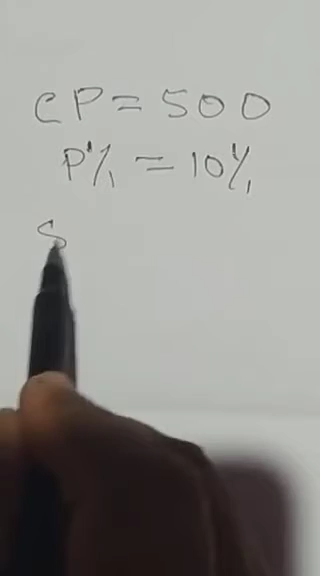 CP = 500
P% = 10%
S